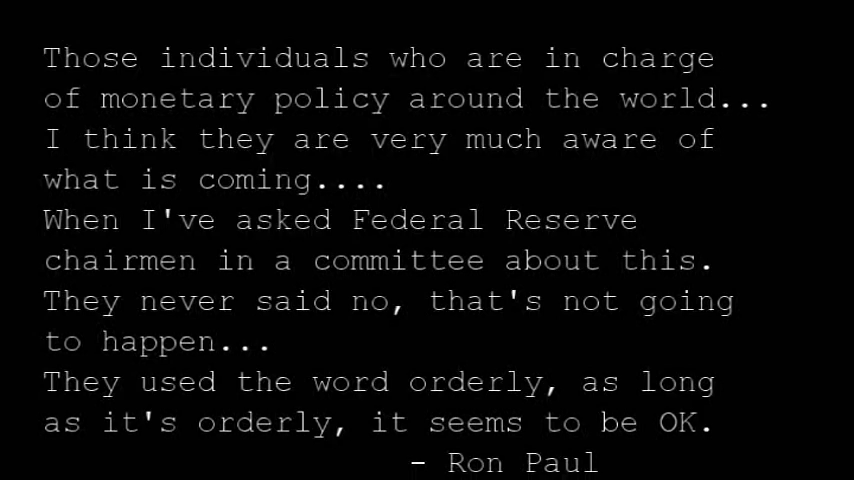 Those individuals who are in charge
of monetary policy around the world...
I think they are very much aware of
what is coming....
When I've asked Federal Reserve
chairmen in a committee about this.
They never said no, that's not going
to happen...
They used the word orderly, as long
as it's orderly, it seems to be OK.
- Ron Paul